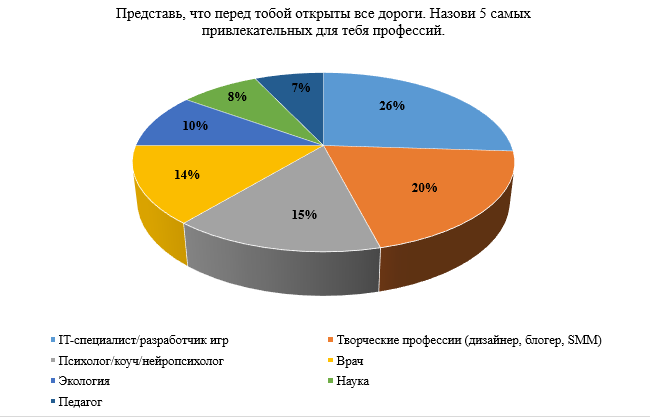 Представь, что перед тобой открыты все дороги. Назови 5 самых
привлекательных для тебя профессий.
7%
8%
26%
10%
14%
20%
15%
IT-специалист/разработчик игр
Творческие профессии (дизайнер, блогер, SMM)
Психолог/коуч/нейропсихолог
Врач
Экология
Наука
Педагог